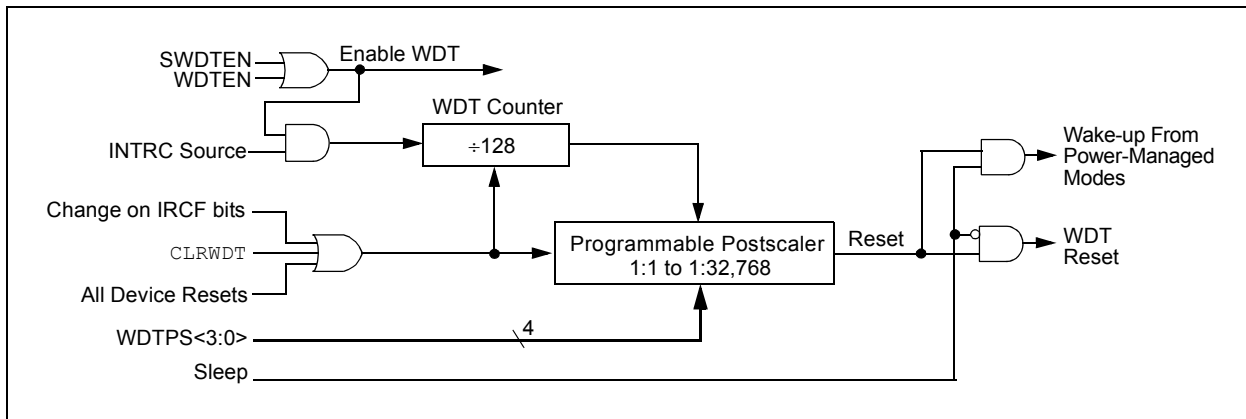 SWDTEN
WDTEN
Enable WDT
WDT Counter
÷128
INTRC Source
Wake-up From
Power-Managed
Modes
Change on IRCF bits
CLRWDT
All Device Resets
Programmable Postscaler
1:1 to 1:32,768
Reset
WDT
Reset
WDTPS<3:0>
4
Sleep